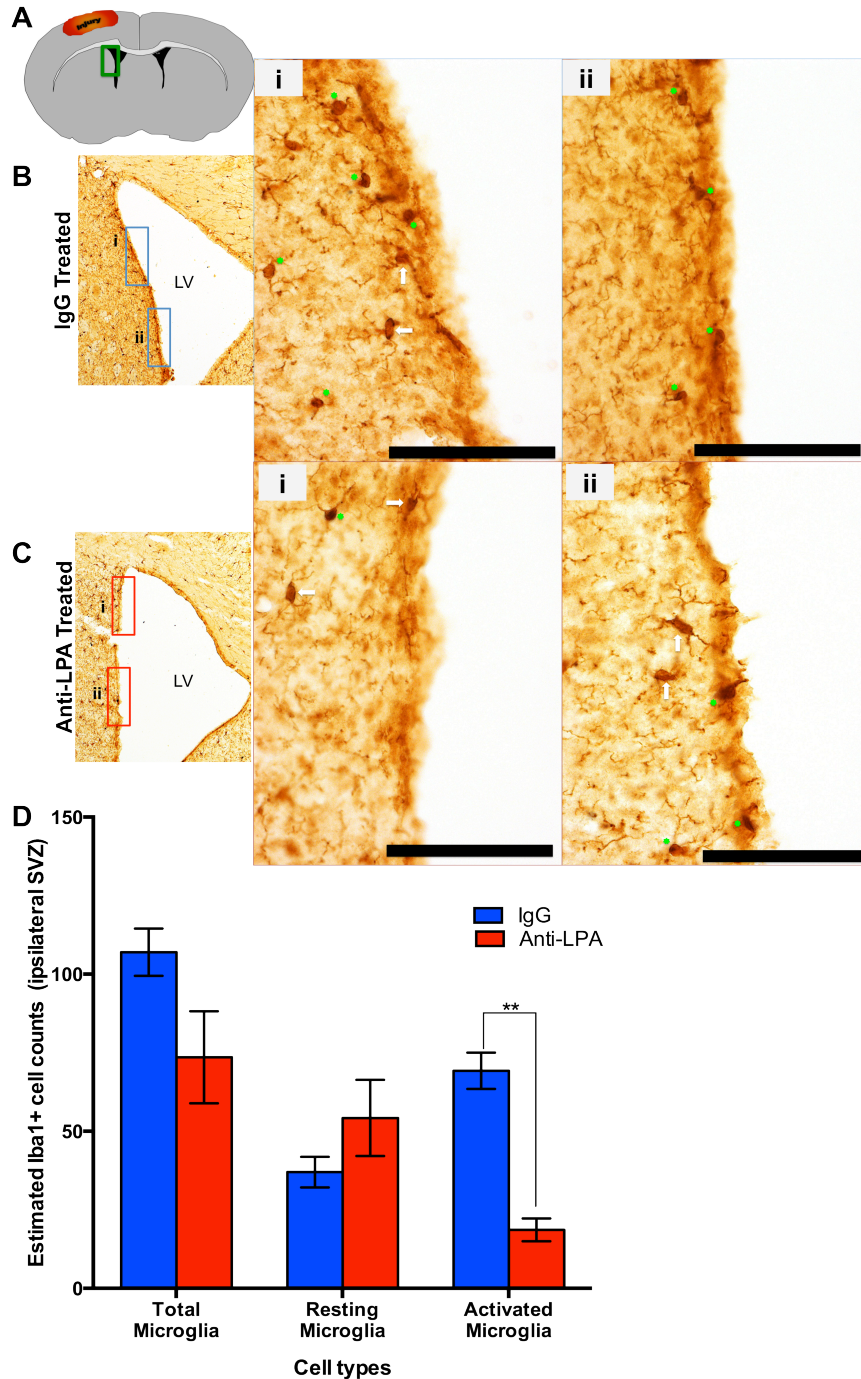 A
Injury
B
IgG Treated
i
ii
LV
i
ii
C
Anti-LPA Treated
i
ii
LV
i
ii
D
Estimated Iba1+ cell counts (ipsilateral SVZ)
150
100
50
0
IgG
Anti-LPA
**
Total
Microglia
Resting
Microglia
Activated
Microglia
Cell types